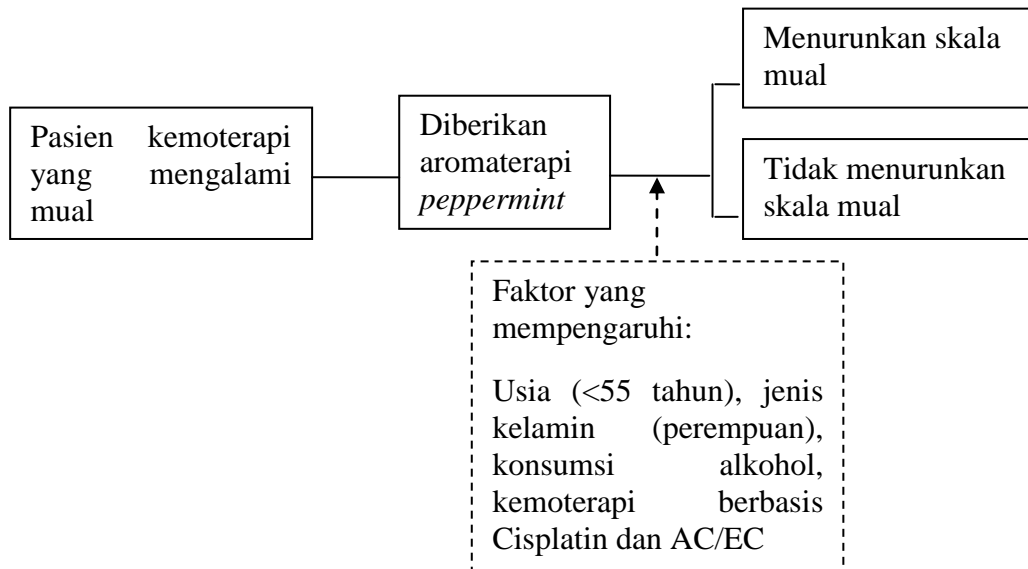 Menurunkan skala
mual
Pasien kemoterapi
yang mengalami
mual
Diberikan
aromaterapi
peppermint
Tidak menurunkan
skala mual
Faktor yang
mempengaruhi:
Usia (<55 tahun), jenis
kelamin (perempuan),
konsumsi alkohol,
kemoterapi berbasis
Cisplatin dan AC/EC